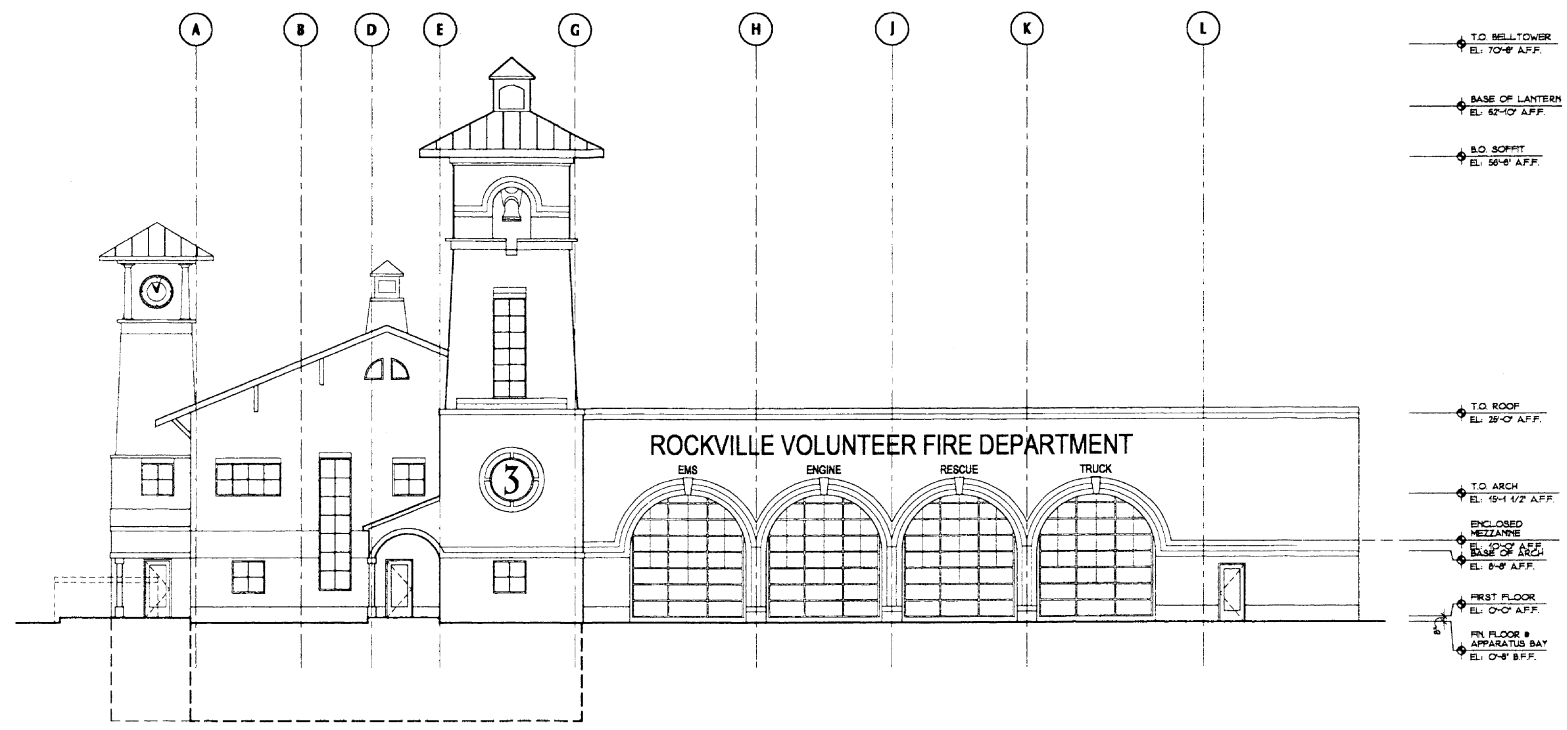 A B D E G H J K L
T.O. BELLTOWER
EL: 70'-6" A.F.F.
BASE OF LANTERN
EL: 62'-10" A.F.F.
B.O. SOFFIT
EL: 56'-6" A.F.F.
T.O. ROOF
EL: 25'-0" A.F.F.
ROCKVILLE VOLUNTEER FIRE DEPARTMENT
EMS ENGINE RESCUE TRUCK
3
T.O. ARCH
EL: 15'-1 1/2" A.F.F.
ENCLOSED
MEZZANINE
EL: 10'-0" A.F.F.
BASE OF ARCH
EL: 8'-8" A.F.F.
FIRST FLOOR
EL: 0'-0" A.F.F.
8"
FIN. FLOOR @
APPARATUS BAY
EL: 0'-8" B.F.F.